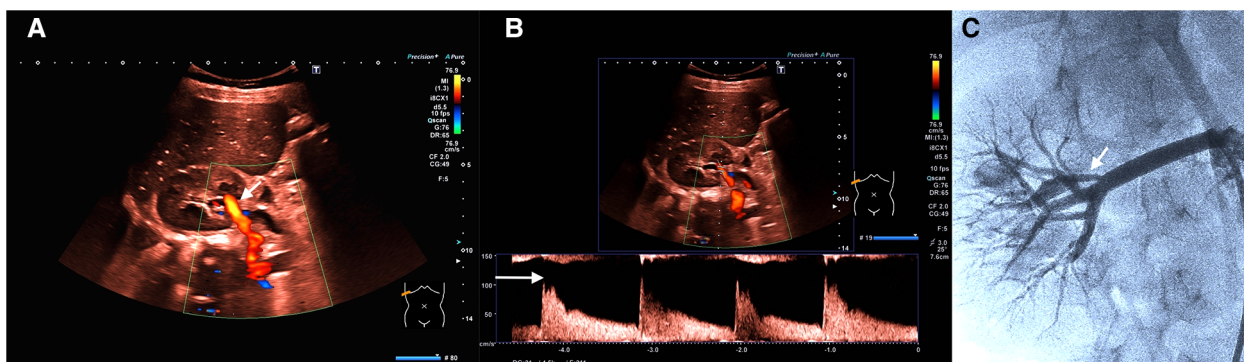 A
Precision+ A Pure
T
76.9
MI
(1.3)
i8CX1
d5.5
10 fps
Qscan
G:76
DR:65
76.9
cm/s
CF 2.0
CG:49
F:5
0
5
10
14
# 80
B
Precision+ A Pure
T
76.9
76.9
cm/s
MI:(1.3)
i8CX1
d5.5
10 fps
Qscan
G:76
DR:65
CF 2.0
CG:49
F:5
3.0
25°
7.6cm
0
5
10
14
# 19
150
100
50
cm/s
-4.0
-3.0
-2.0
-1.0
0
C